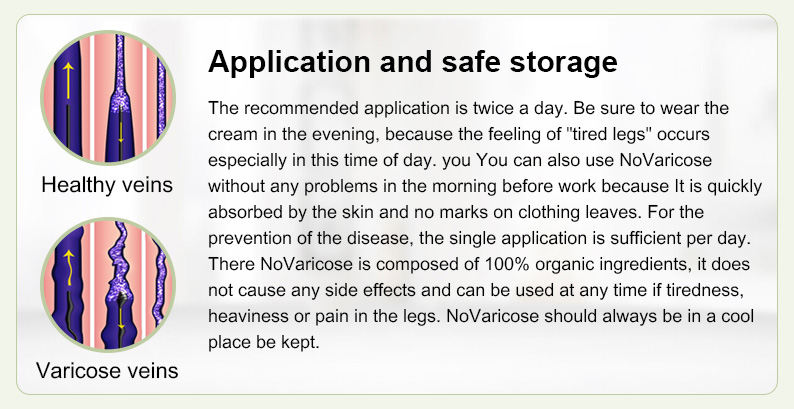 Application and safe storage
The recommended application is twice a day. Be sure to wear the
cream in the evening, because the feeling of "tired legs" occurs
especially in this time of day. you You can also use NoVaricose
without any problems in the morning before work because It is quickly
absorbed by the skin and no marks on clothing leaves. For the
prevention of the disease, the single application is sufficient per day.
There NoVaricose is composed of 100% organic ingredients, it does
not cause any side effects and can be used at any time if tiredness,
heaviness or pain in the legs. NoVaricose should always be in a cool
place be kept.
Healthy veins
Varicose veins